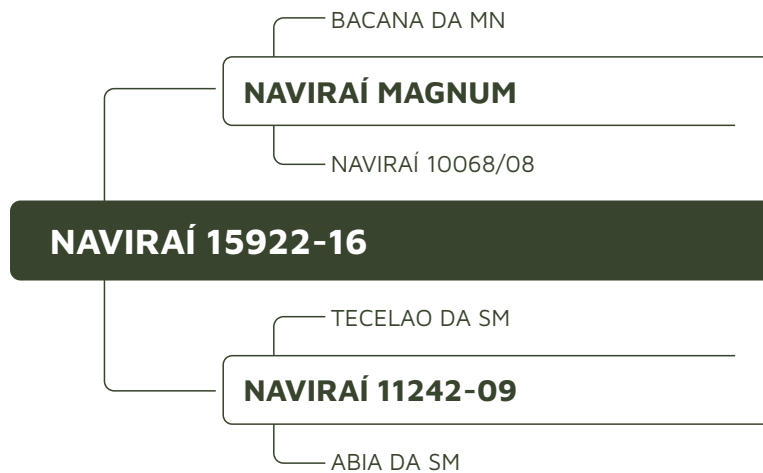 BACANA DA MN
NAVIRAÍ MAGNUM
NAVIRAÍ 10068/08
NAVIRAÍ 15922-16
TECELAO DA SM
NAVIRAÍ 11242-09
ABIA DA SM